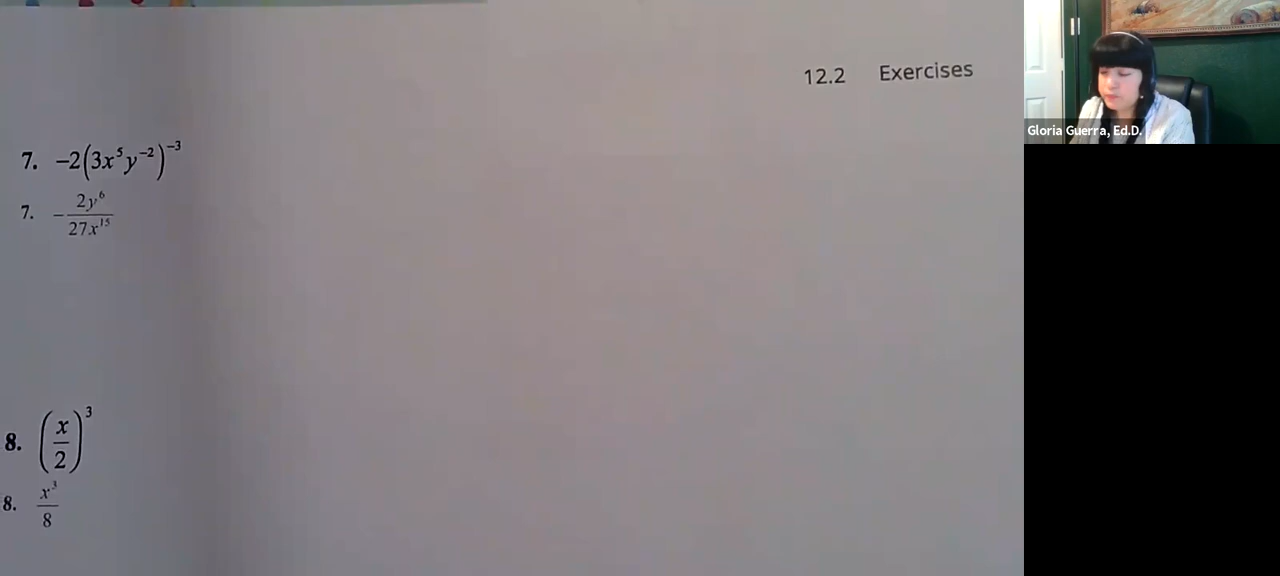 12.2 Exercises
7. −2(3x⁵y⁻²)⁻³
7. −2y⁶/27x¹⁵
8. (x/2)³
8. x³/8
Gloria Guerra, Ed.D.